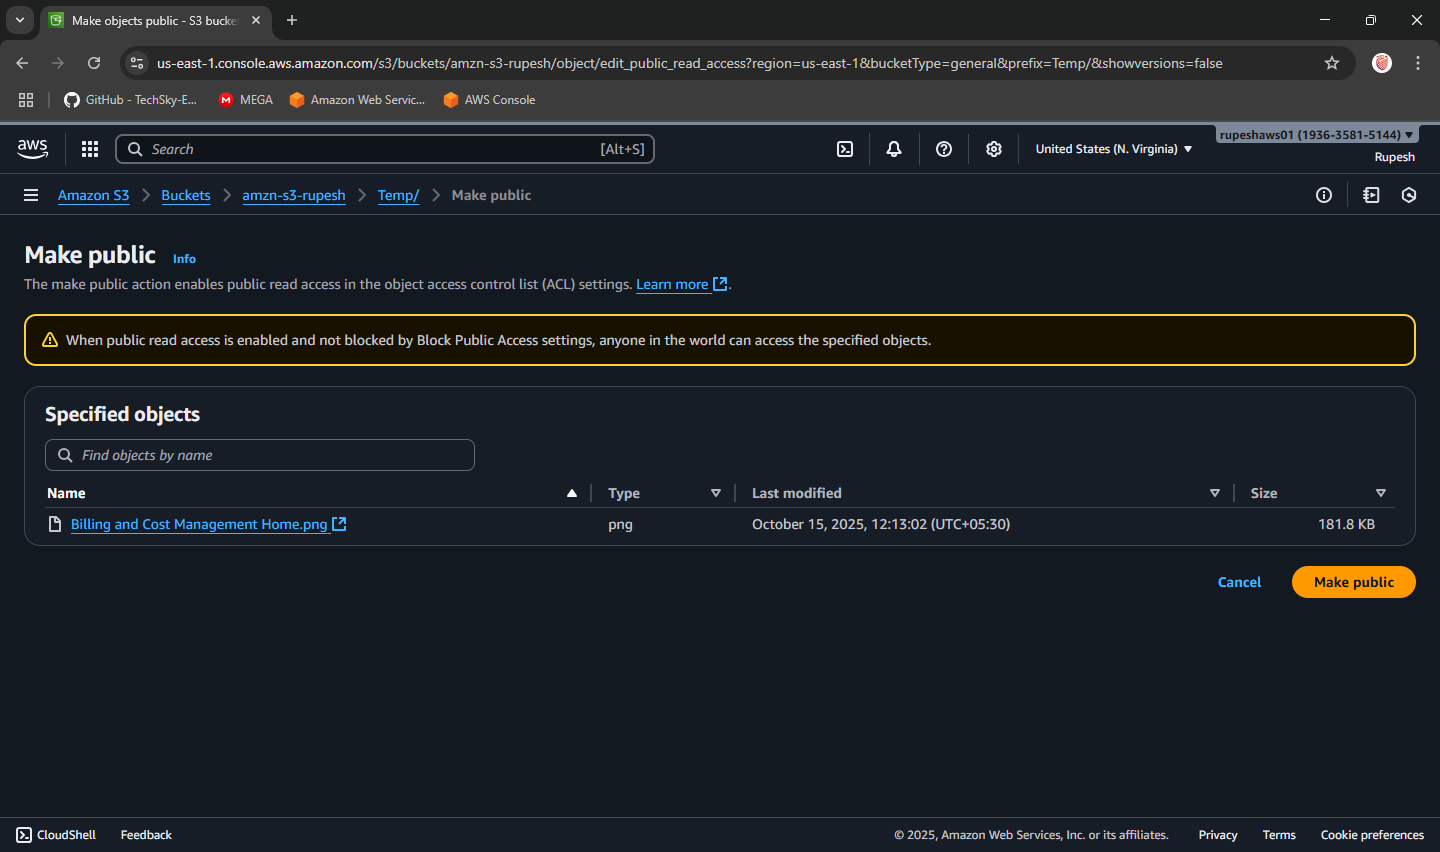 Make objects public - S3 bucke
us-east-1.console.aws.amazon.com/s3/buckets/amzn-s3-rupesh/object/edit_public_read_access?region=us-east-1&bucketType=general&prefix=Temp/&showversions=false
GitHub - TechSky-E... MEGA Amazon Web Servic... AWS Console
aws Search [Alt+S] United States (N. Virginia) rupeshaws01 (1936-3581-5144)
Rupesh
Amazon S3 Buckets amzn-s3-rupesh Temp/ Make public
Make public Info
The make public action enables public read access in the object access control list (ACL) settings. Learn more.
When public read access is enabled and not blocked by Block Public Access settings, anyone in the world can access the specified objects.
Specified objects
Find objects by name
Name Type Last modified Size
Billing and Cost Management Home.png png October 15, 2025, 12:13:02 (UTC+05:30) 181.8 KB
Cancel Make public
CloudShell Feedback © 2025, Amazon Web Services, Inc. or its affiliates. Privacy Terms Cookie preferences